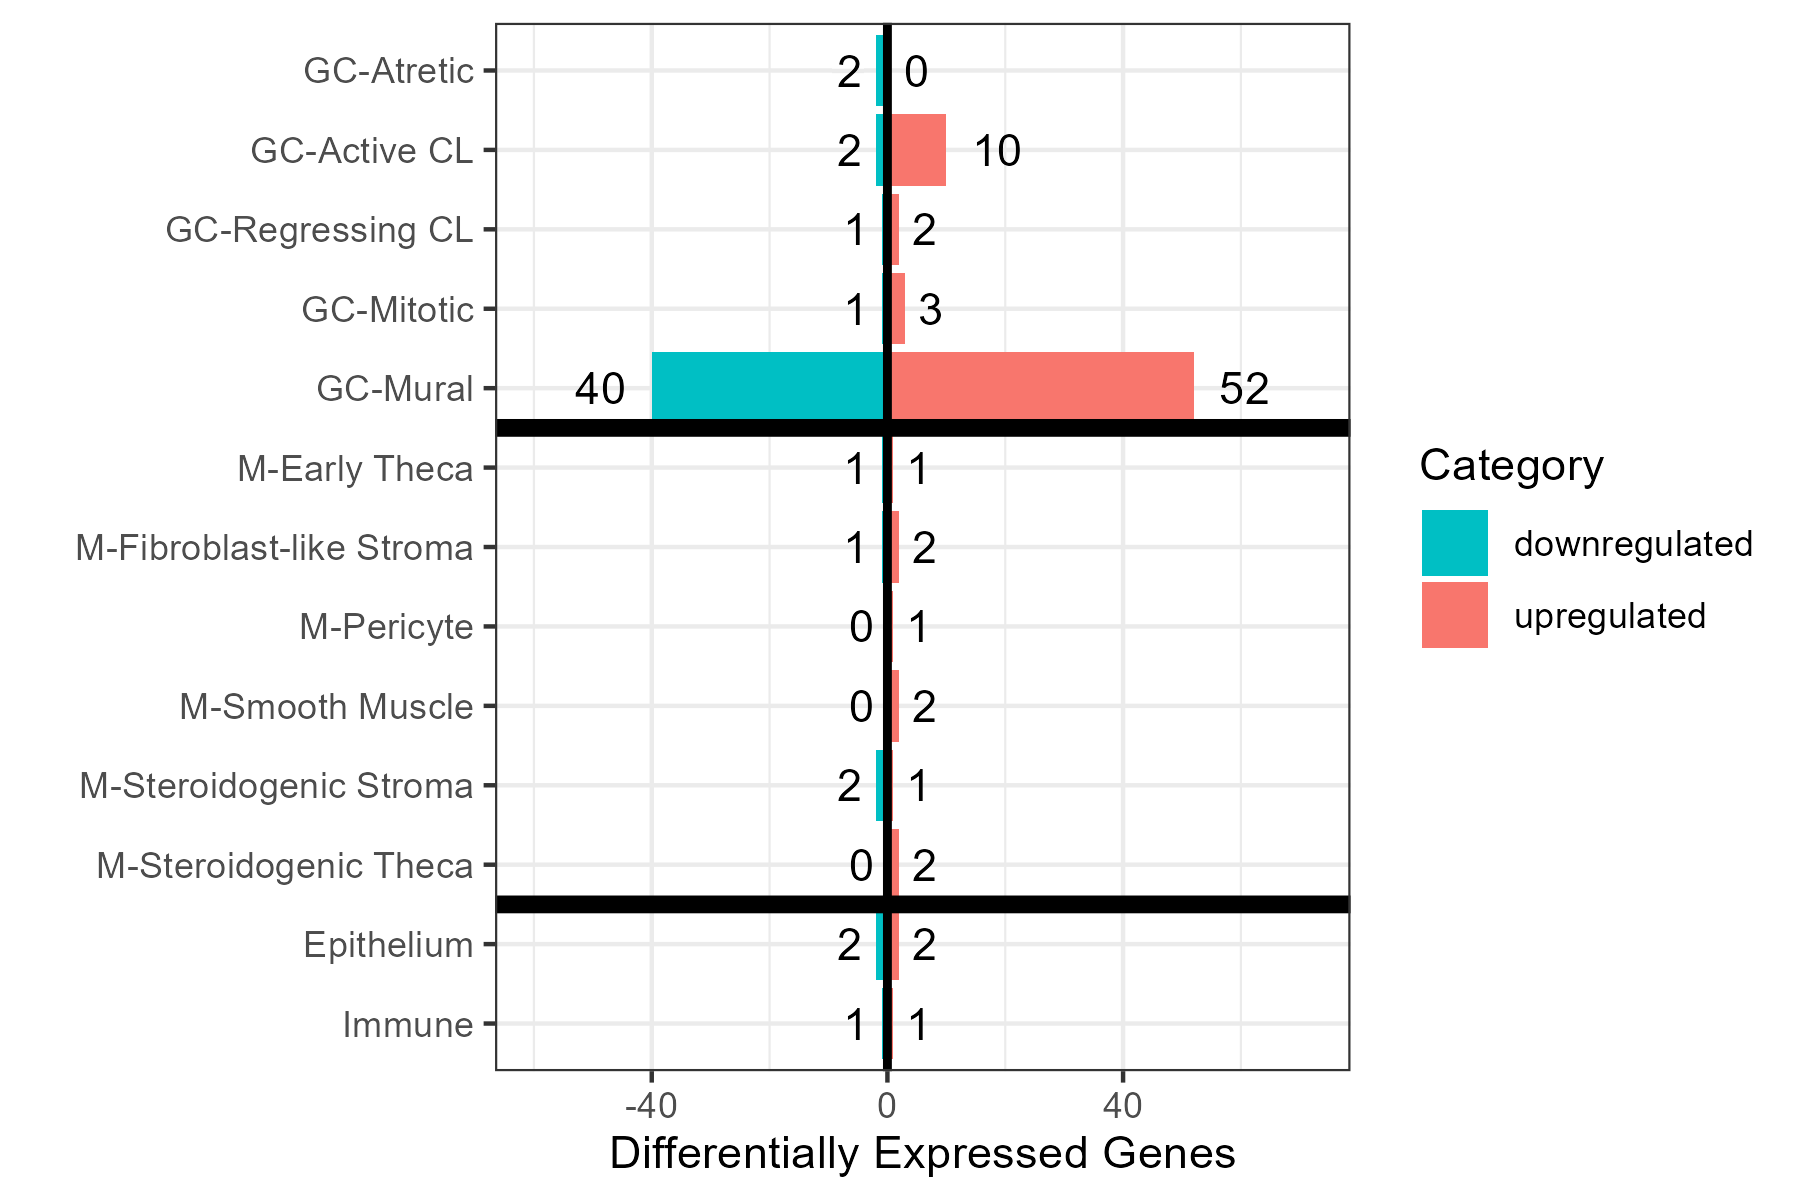 GC-Atretic 2 0
GC-Active CL 2 10
GC-Regressing CL 1 2
GC-Mitotic 1 3
GC-Mural 40 52
M-Early Theca 1 1
M-Fibroblast-like Stroma 1 2
M-Pericyte 0 1
M-Smooth Muscle 0 2
M-Steroidogenic Stroma 2 1
M-Steroidogenic Theca 0 2
Epithelium 2 2
Immune 1 1
-40 0 40
Differentially Expressed Genes
Category
downregulated
upregulated